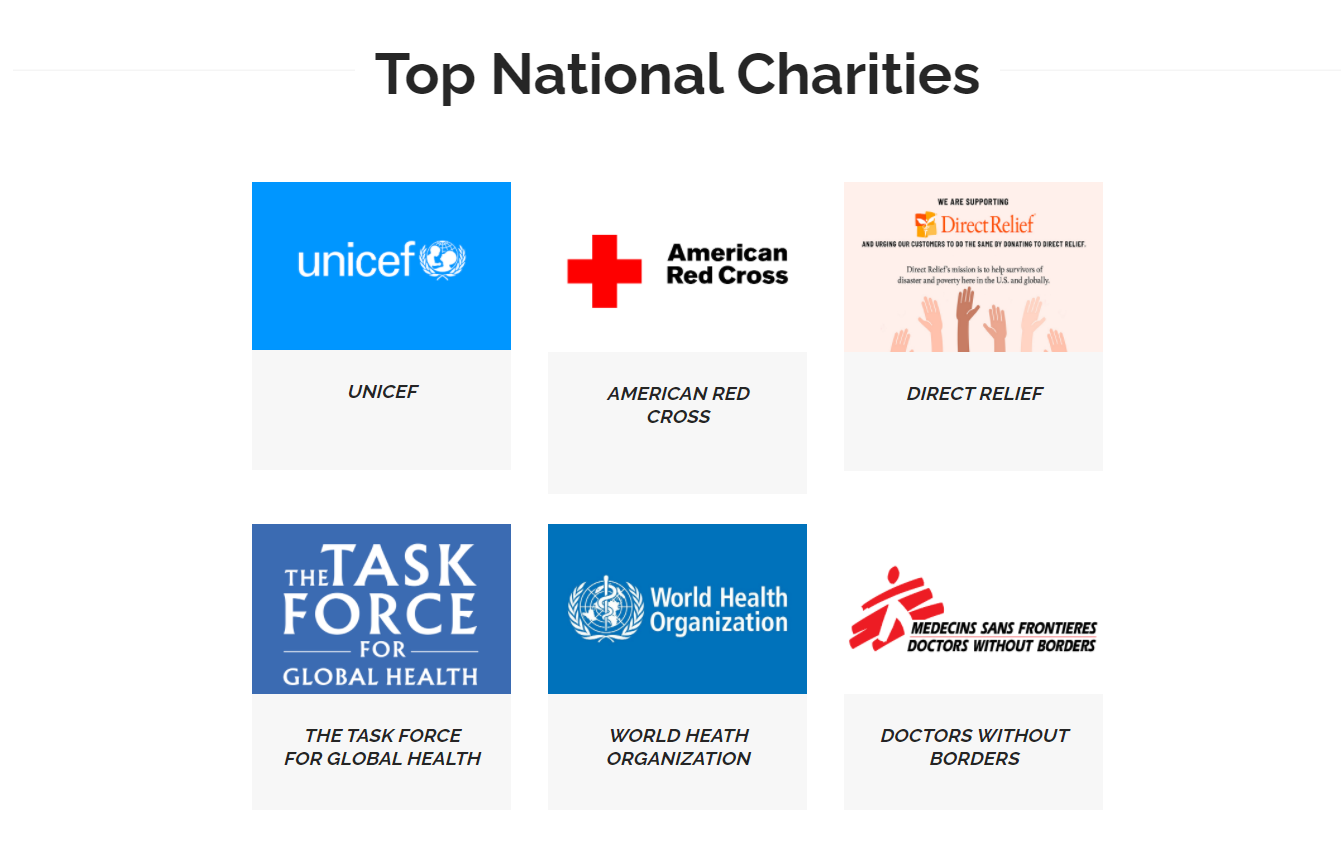 Top National Charities
unicef
American
Red Cross
WE ARE SUPPORTING
DirectRelief
AND URGING OUR CUSTOMERS TO DO THE SAME BY DONATING TO DIRECT RELIEF.
Direct Relief's mission is to help survivors of
disaster and poverty here in the U.S. and globally.
UNICEF
AMERICAN RED
CROSS
DIRECT RELIEF
THE TASK
FORCE
FOR
GLOBAL HEALTH
World Health
Organization
MEDECINS SANS FRONTIERES
DOCTORS WITHOUT BORDERS
THE TASK FORCE
FOR GLOBAL HEALTH
WORLD HEATH
ORGANIZATION
DOCTORS WITHOUT
BORDERS